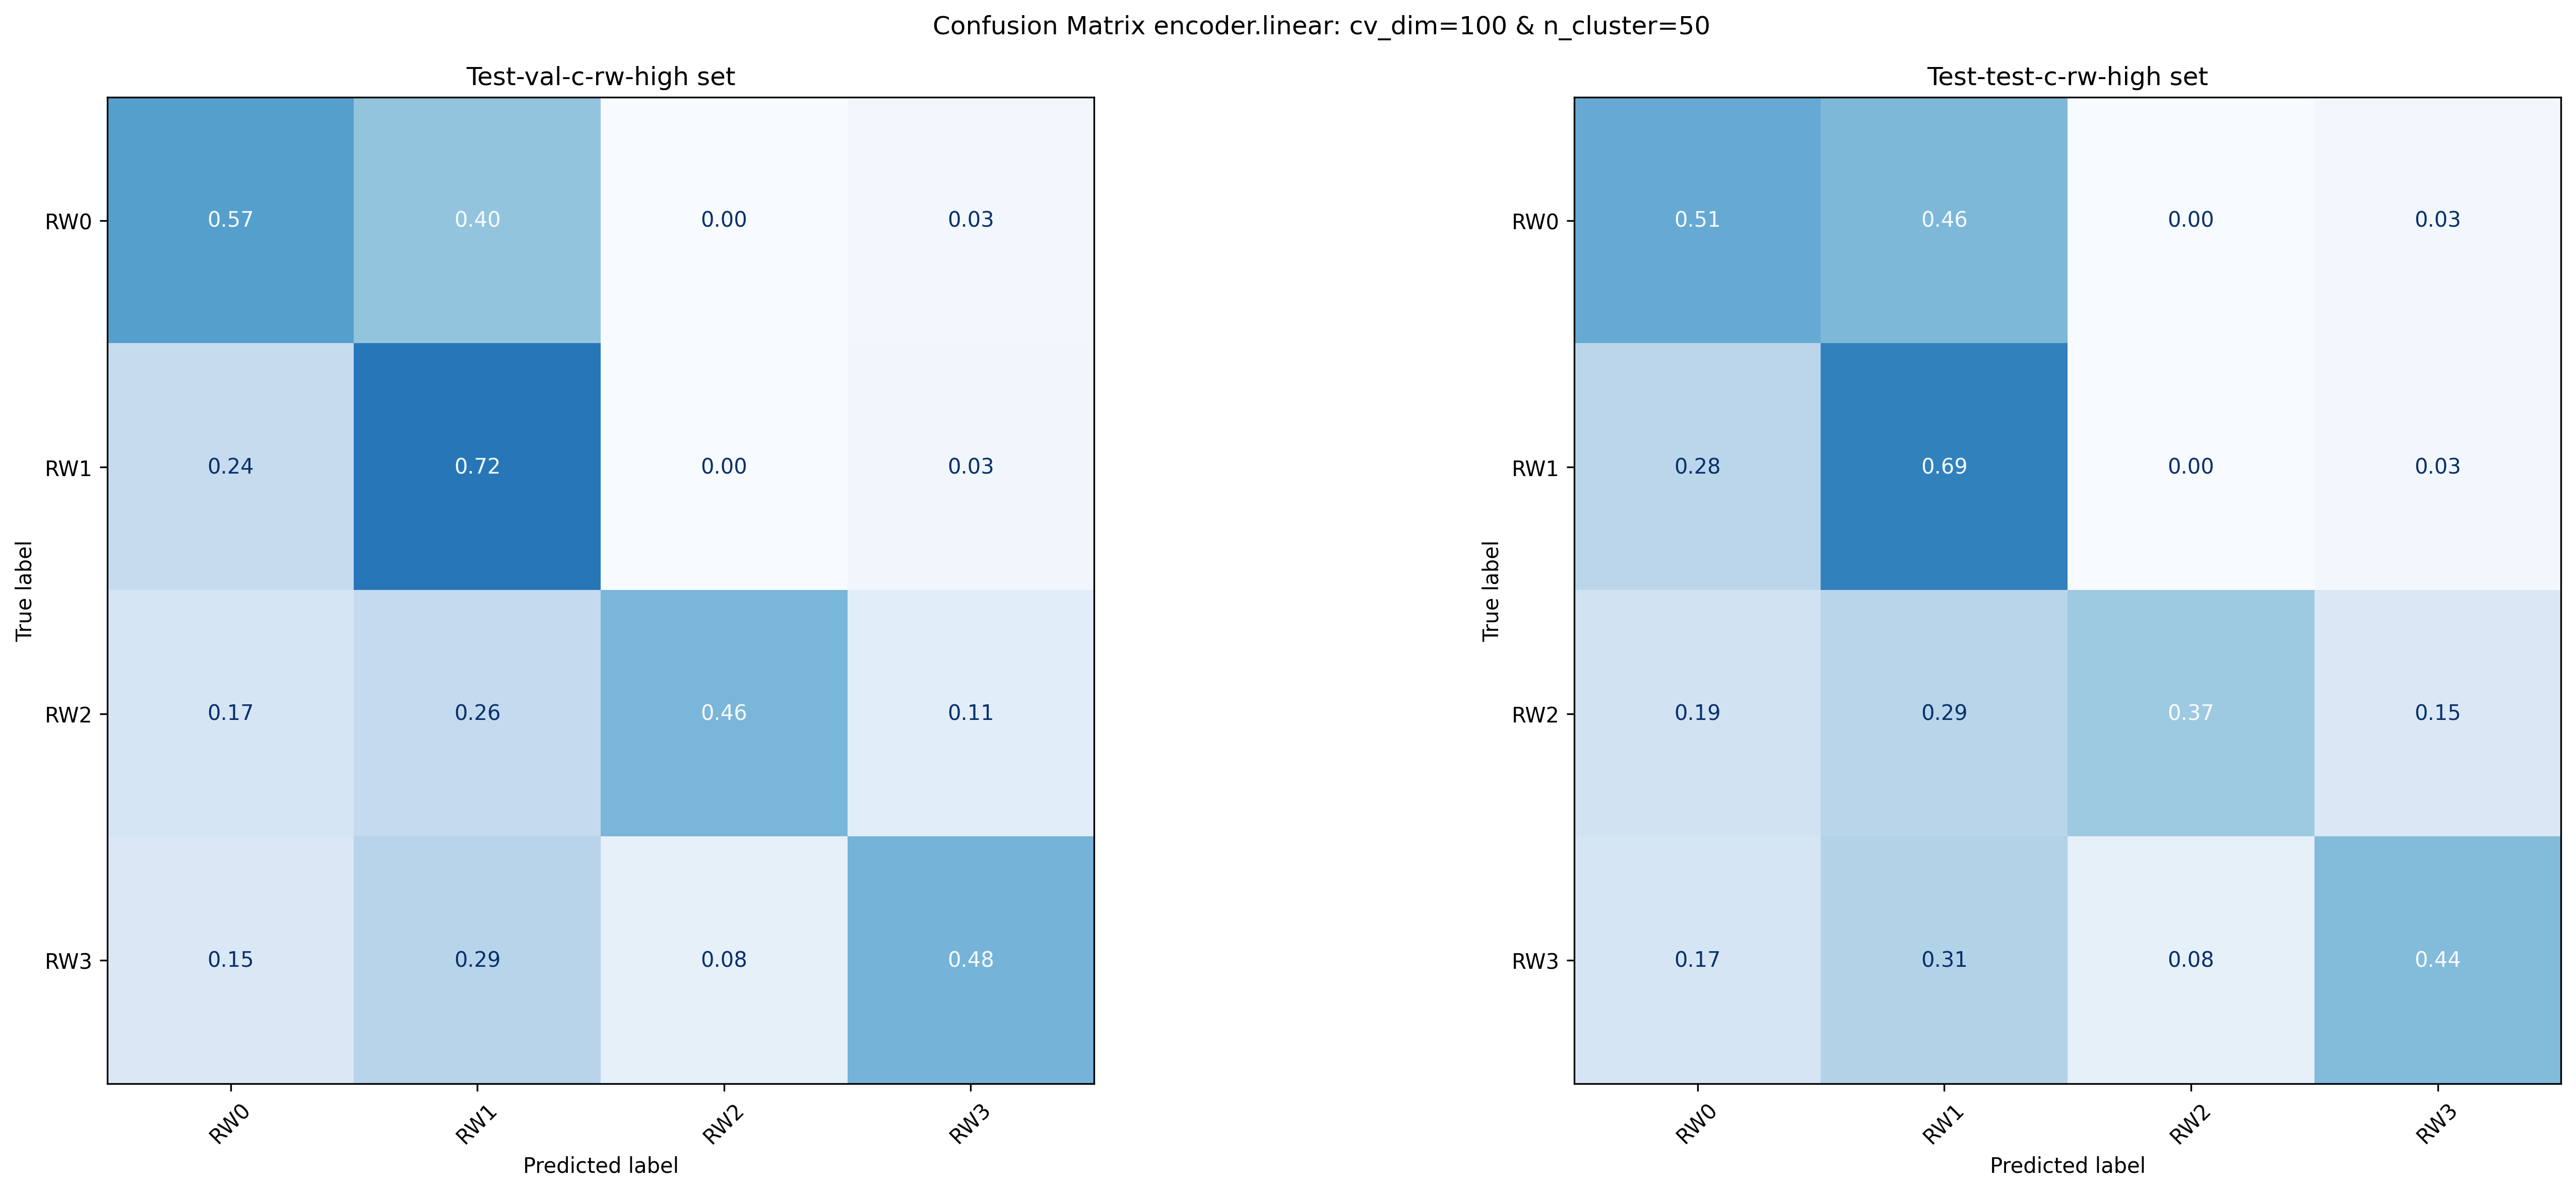 Confusion Matrix encoder.linear: cv_dim=100 & n_cluster=50
Test-val-c-rw-high set
True label
RW0
0.57 0.40 0.00 0.03
RW1
0.24 0.72 0.00 0.03
RW2
0.17 0.26 0.46 0.11
RW3
0.15 0.29 0.08 0.48
RW0 RW1 RW2 RW3
Predicted label
Test-test-c-rw-high set
True label
RW0
0.51 0.46 0.00 0.03
RW1
0.28 0.69 0.00 0.03
RW2
0.19 0.29 0.37 0.15
RW3
0.17 0.31 0.08 0.44
RW0 RW1 RW2 RW3
Predicted label